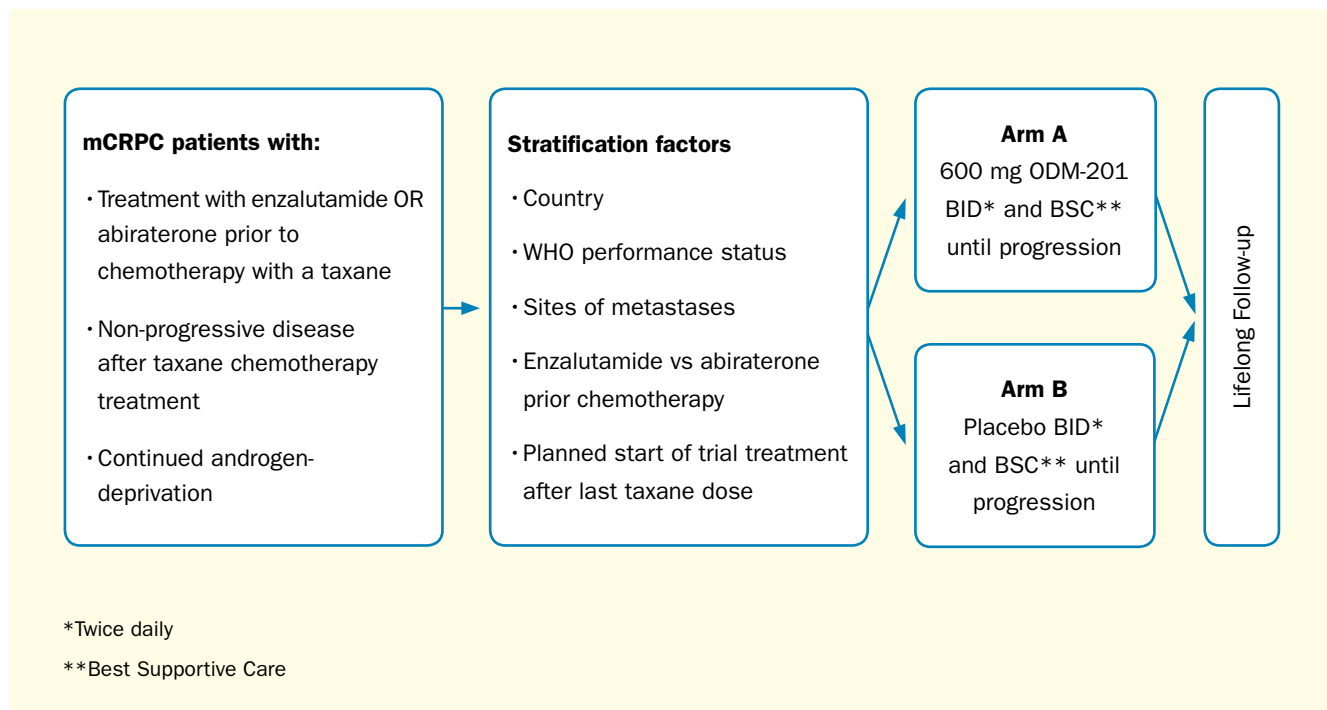 mCRPC patients with:
· Treatment with enzalutamide OR
abiraterone prior to
chemotherapy with a taxane
· Non-progressive disease
after taxane chemotherapy
treatment
· Continued androgen-
deprivation
Stratification factors
· Country
· WHO performance status
· Sites of metastases
· Enzalutamide vs abiraterone
prior chemotherapy
· Planned start of trial treatment
after last taxane dose
Arm A
600 mg ODM-201
BID* and BSC**
until progression
Arm B
Placebo BID*
and BSC** until
progression
Lifelong Follow-up
*Twice daily
**Best Supportive Care